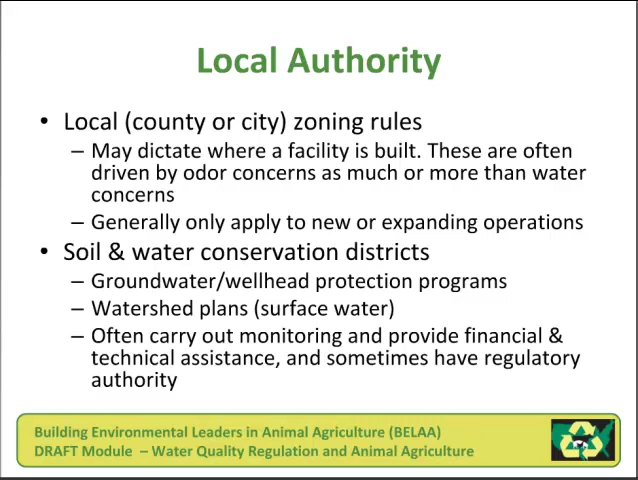 Local Authority
• Local (county or city) zoning rules
– May dictate where a facility is built. These are often
driven by odor concerns as much or more than water
concerns
– Generally only apply to new or expanding operations
• Soil & water conservation districts
– Groundwater/wellhead protection programs
– Watershed plans (surface water)
– Often carry out monitoring and provide financial &
technical assistance, and sometimes have regulatory
authority
Building Environmental Leaders in Animal Agriculture (BELAA)
DRAFT Module – Water Quality Regulation and Animal Agriculture